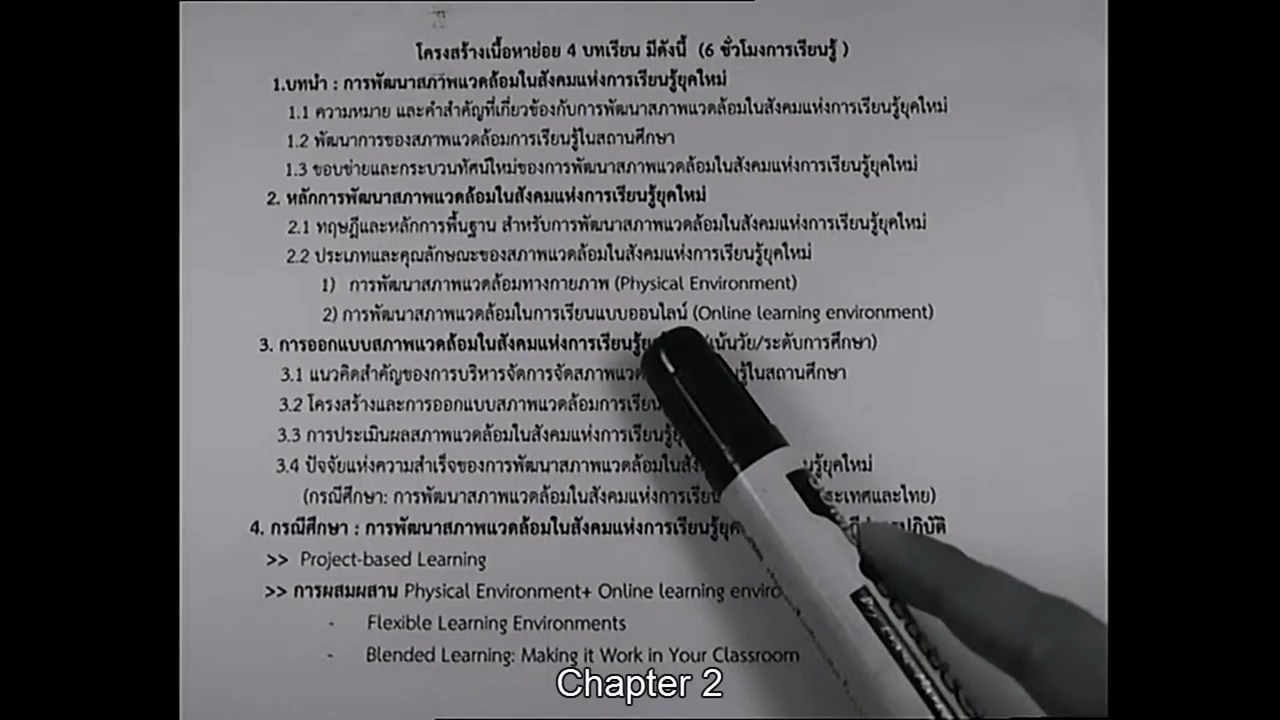 โครงสร้างเนื้อหาย่อย 4 บทเรียน มีดังนี้ (6 ชั่วโมงการเรียนรู้ )
1.บทนำ : การพัฒนาสภาพแวดล้อมในสังคมแห่งการเรียนรู้ยุคใหม่
1.1 ความหมาย และคำสำคัญที่เกี่ยวข้องกับการพัฒนาสภาพแวดล้อมในสังคมแห่งการเรียนรู้ยุคใหม่
1.2 พัฒนาการของสภาพแวดล้อมการเรียนรู้ในสถานศึกษา
1.3 ขอบข่ายและกระบวนทัศน์ใหม่ของการพัฒนาสภาพแวดล้อมในสังคมแห่งการเรียนรู้ยุคใหม่
2. หลักการพัฒนาสภาพแวดล้อมในสังคมแห่งการเรียนรู้ยุคใหม่
2.1 ทฤษฎีและหลักการพื้นฐาน สำหรับการพัฒนาสภาพแวดล้อมในสังคมแห่งการเรียนรู้ยุคใหม่
2.2 ประเภทและคุณลักษณะของสภาพแวดล้อมในสังคมแห่งการเรียนรู้ยุคใหม่
1) การพัฒนาสภาพแวดล้อมทางกายภาพ (Physical Environment)
2) การพัฒนาสภาพแวดล้อมในการเรียนแบบออนไลน์ (Online learning environment)
3. การออกแบบสภาพแวดล้อมในสังคมแห่งการเรียนรู้ เน้นวัย/ระดับการศึกษา)
3.1 แนวคิดสำคัญของการบริหารจัดการจัดสภาพแวด รู้ในสถานศึกษา
3.2 โครงสร้างและการออกแบบสภาพแวดล้อมการเรียน
3.3 การประเมินผลสภาพแวดล้อมในสังคมแห่งการเรียนรู้
3.4 ปัจจัยแห่งความสำเร็จของการพัฒนาสภาพแวดล้อมใน รู้ยุคใหม่
(กรณีศึกษา: การพัฒนาสภาพแวดล้อมในสังคมแห่งการเรียน ประเทศและไทย)
4. กรณีศึกษา : การพัฒนาสภาพแวดล้อมในสังคมแห่งการเรียนรู้ ปฏิบัติ
>> Project-based Learning
>> การผสมผสาน Physical Environment+ Online learning enviro
- Flexible Learning Environments
- Blended Learning: Making it Work in Your Classroom
Chapter 2